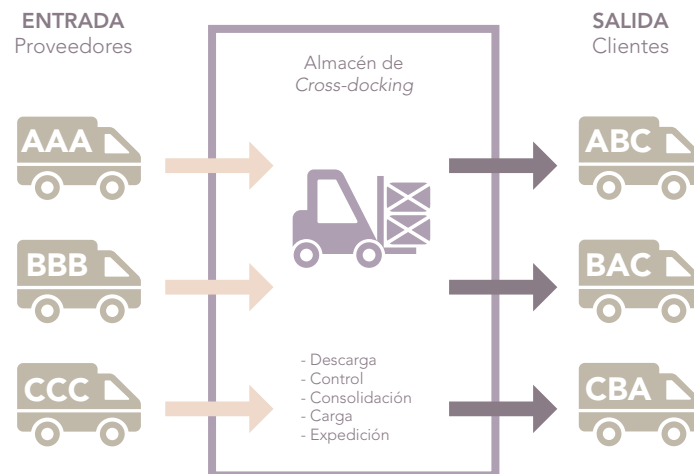 ENTRADA
Proveedores
SALIDA
Clientes
Almacén de
Cross-docking
AAA
ABC
BBB
BAC
CCC
CBA
- Descarga
- Control
- Consolidación
- Carga
- Expedición